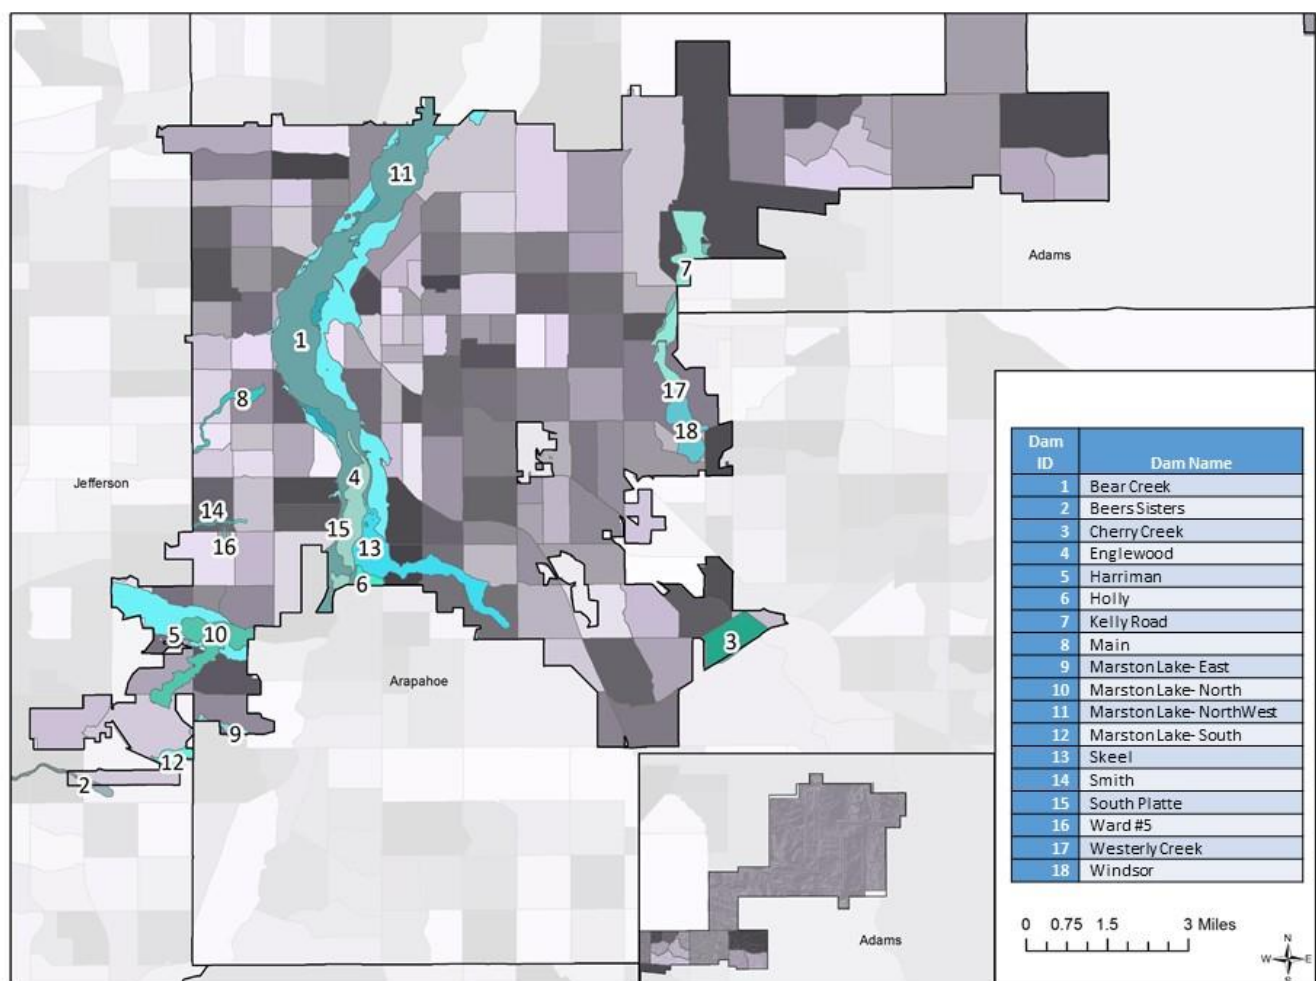 11
Adams
7
1
17
8
18
Jefferson
4
14
15
13
16
6
5
10
3
Arapahoe
9
12
2
Adams
Dam ID Dam Name
1 Bear Creek
2 Beers Sisters
3 Cherry Creek
4 Englewood
5 Harriman
6 Holly
7 Kelly Road
8 Main
9 Marston Lake- East
10 Marston Lake- North
11 Marston Lake- NorthWest
12 Marston Lake- South
13 Skeel
14 Smith
15 South Platte
16 Ward #5
17 Westerly Creek
18 Windsor
0 0.75 1.5 3 Miles
N
W E
S